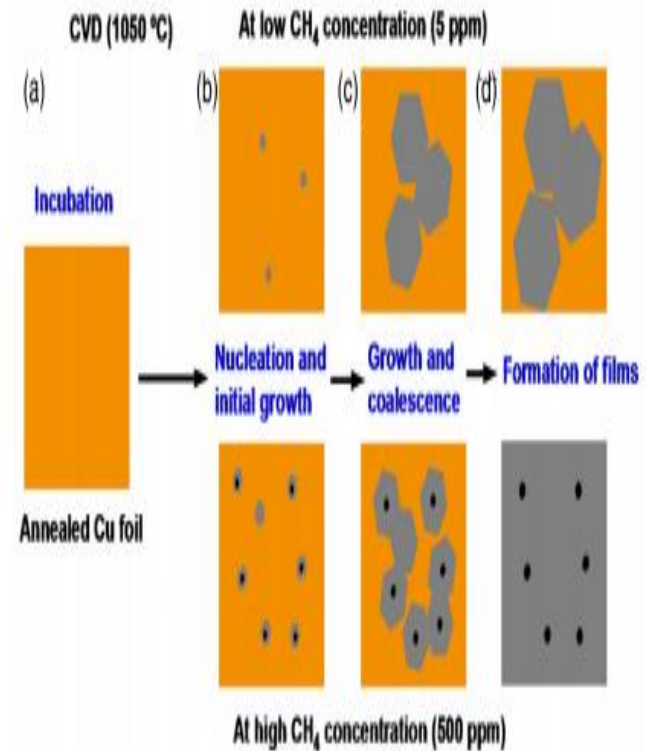 CVD (1050 ºC)
At low CH₄ concentration (5 ppm)
(a)
(b)
(c)
(d)
Incubation
Nucleation and
initial growth
Growth and
coalescence
Formation of films
Annealed Cu foil
At high CH₄ concentration (500 ppm)